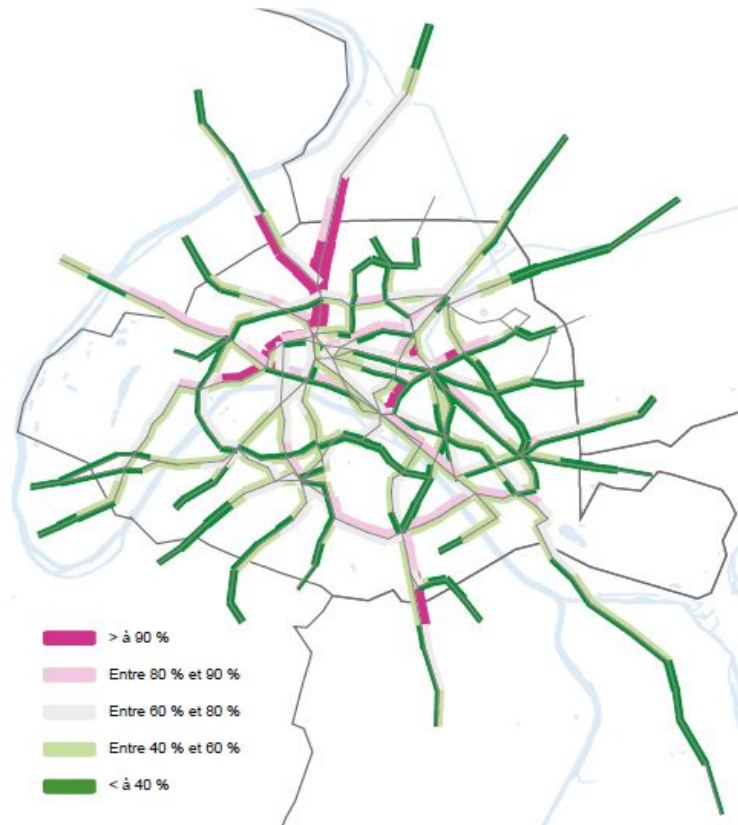 > à 90 %
Entre 80 % et 90 %
Entre 60 % et 80 %
Entre 40 % et 60 %
< à 40 %